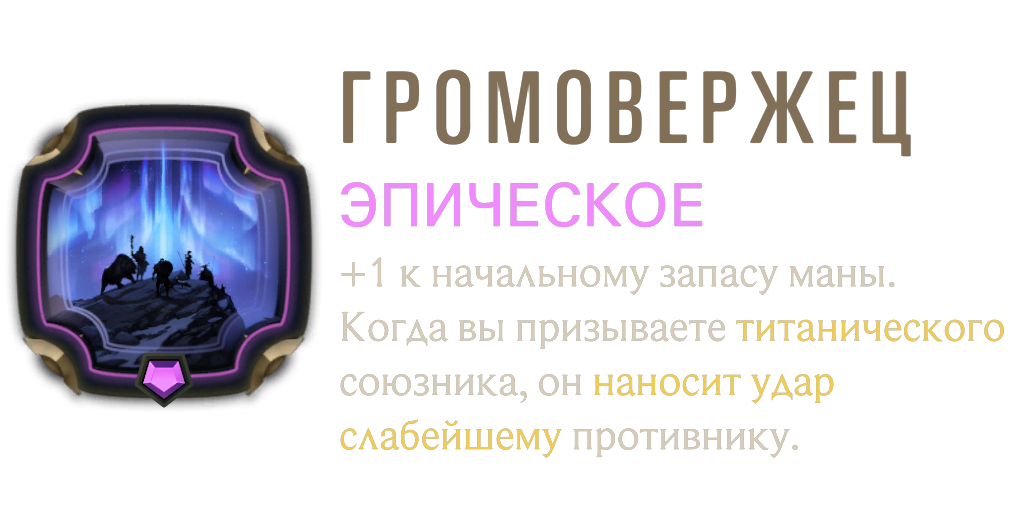 ГРОМОВЕРЖЕЦ
ЭПИЧЕСКОЕ
+1 к начальному запасу маны.
Когда вы призываете титанического
союзника, он наносит удар
слабейшему противнику.